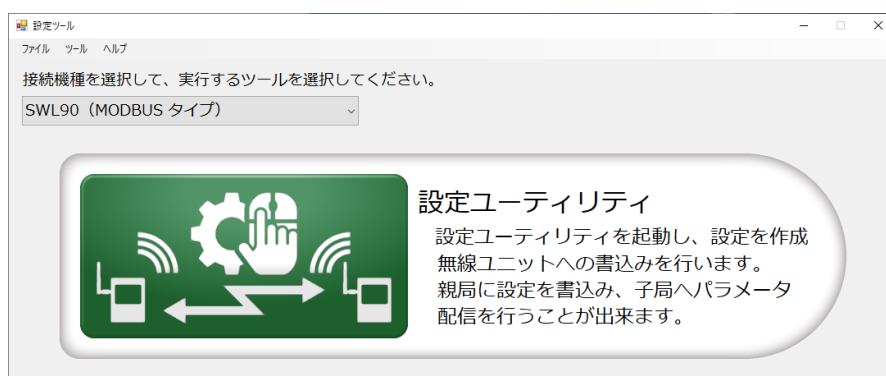 設定ツール
ファイル ツール ヘルプ
接続機種を選択して、実行するツールを選択してください。
SWL90（MODBUS タイプ）
設定ユーティリティ
設定ユーティリティを起動し、設定を作成
無線ユニットへの書込みを行います。
親局に設定を書込み、子局へパラメータ
配信を行うことが出来ます。